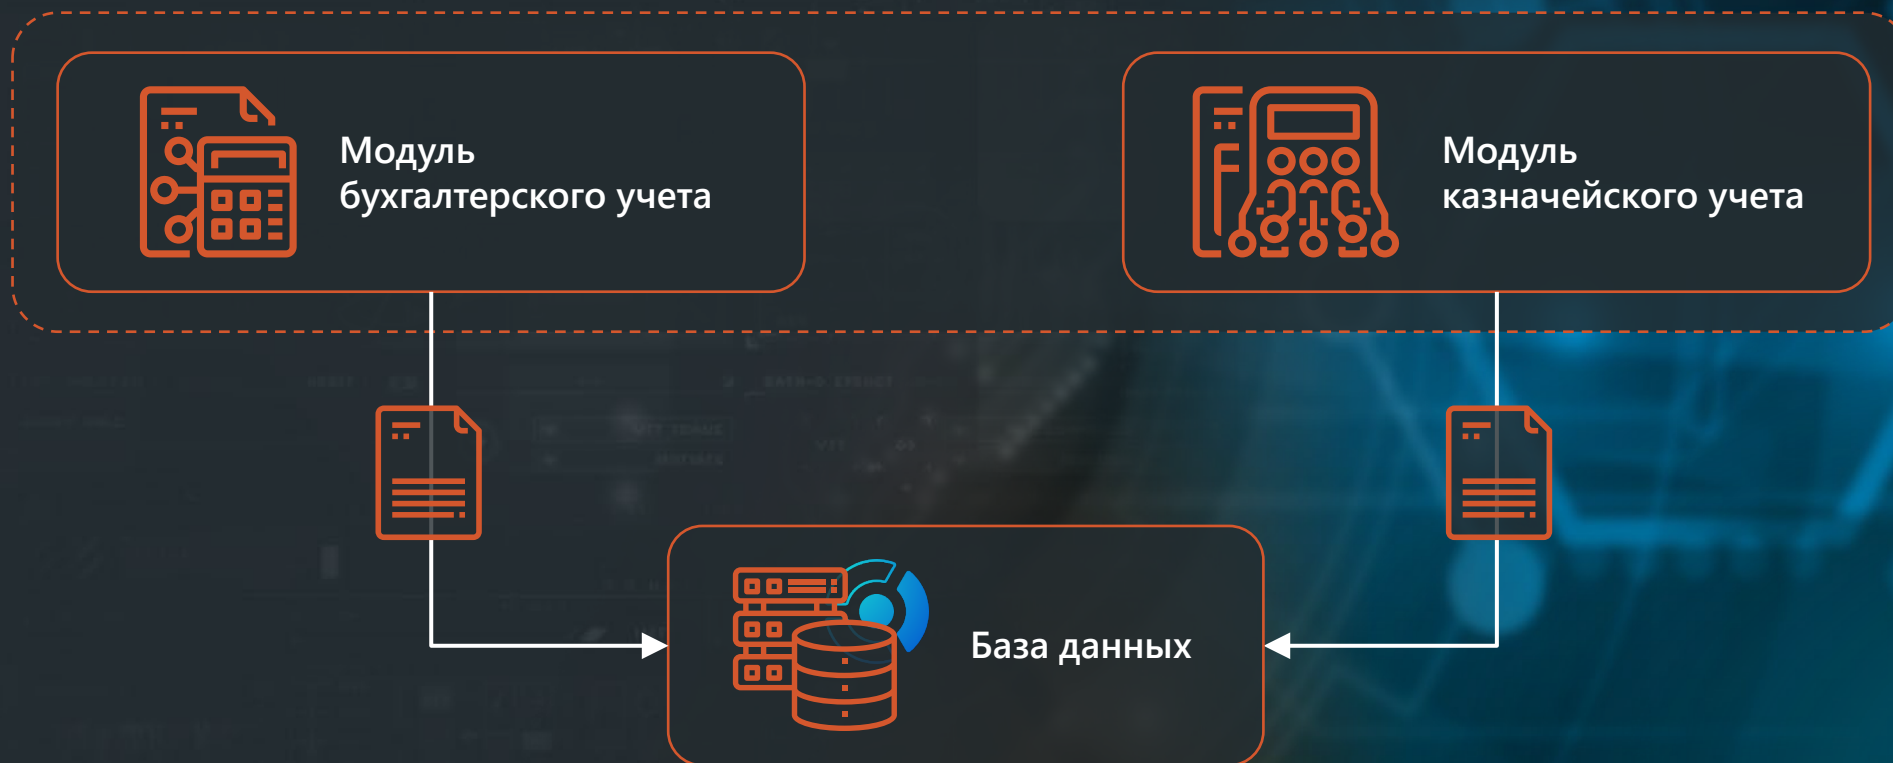 Модуль
бухгалтерского учета
Модуль
казначейского учета
База данных